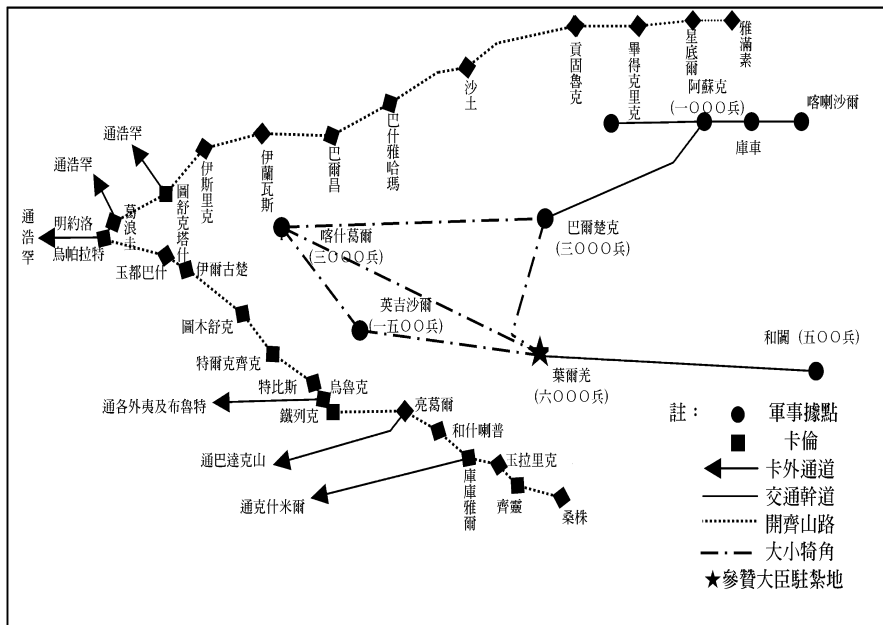 雅滿素
星底爾
畢得克里克
貢固魯克
沙土
巴什雅哈瑪
巴爾昌
伊蘭瓦斯
伊斯里克
圖舒克塔什
通浩罕
通浩罕
通浩罕
葛浪圭
明約洛
烏帕拉特
玉都巴什
伊爾古楚
圖木舒克
特爾克齊克
特比斯
烏魯克
鐵列克
通各外夷及布魯特
亮葛爾
和什喇普
通巴達克山
通克什米爾
庫庫雅爾
玉拉里克
齊靈
桑株
阿蘇克
(一〇〇〇兵)
喀喇沙爾
庫車
喀什葛爾
(三〇〇〇兵)
巴爾楚克
(三〇〇〇兵)
英吉沙爾
(一五〇〇兵)
葉爾羌
(六〇〇〇兵)
和闐 (五〇〇兵)
註：
軍事據點
卡倫
卡外通道
交通幹道
開齊山路
大小犄角
參贊大臣駐紮地